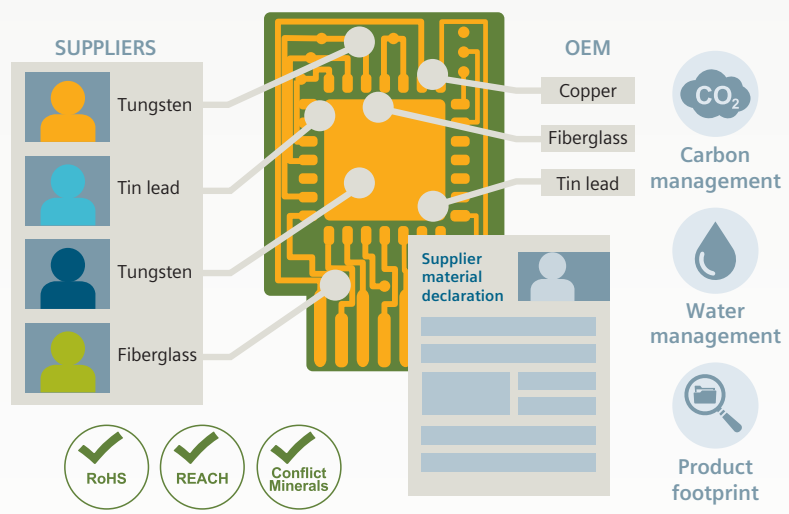 SUPPLIERS
Tungsten
Tin lead
Tungsten
Fiberglass
OEM
Copper
Fiberglass
Tin lead
Supplier
material
declaration
RoHS
REACH
Conflict
Minerals
CO2
Carbon
management
Water
management
Product
footprint